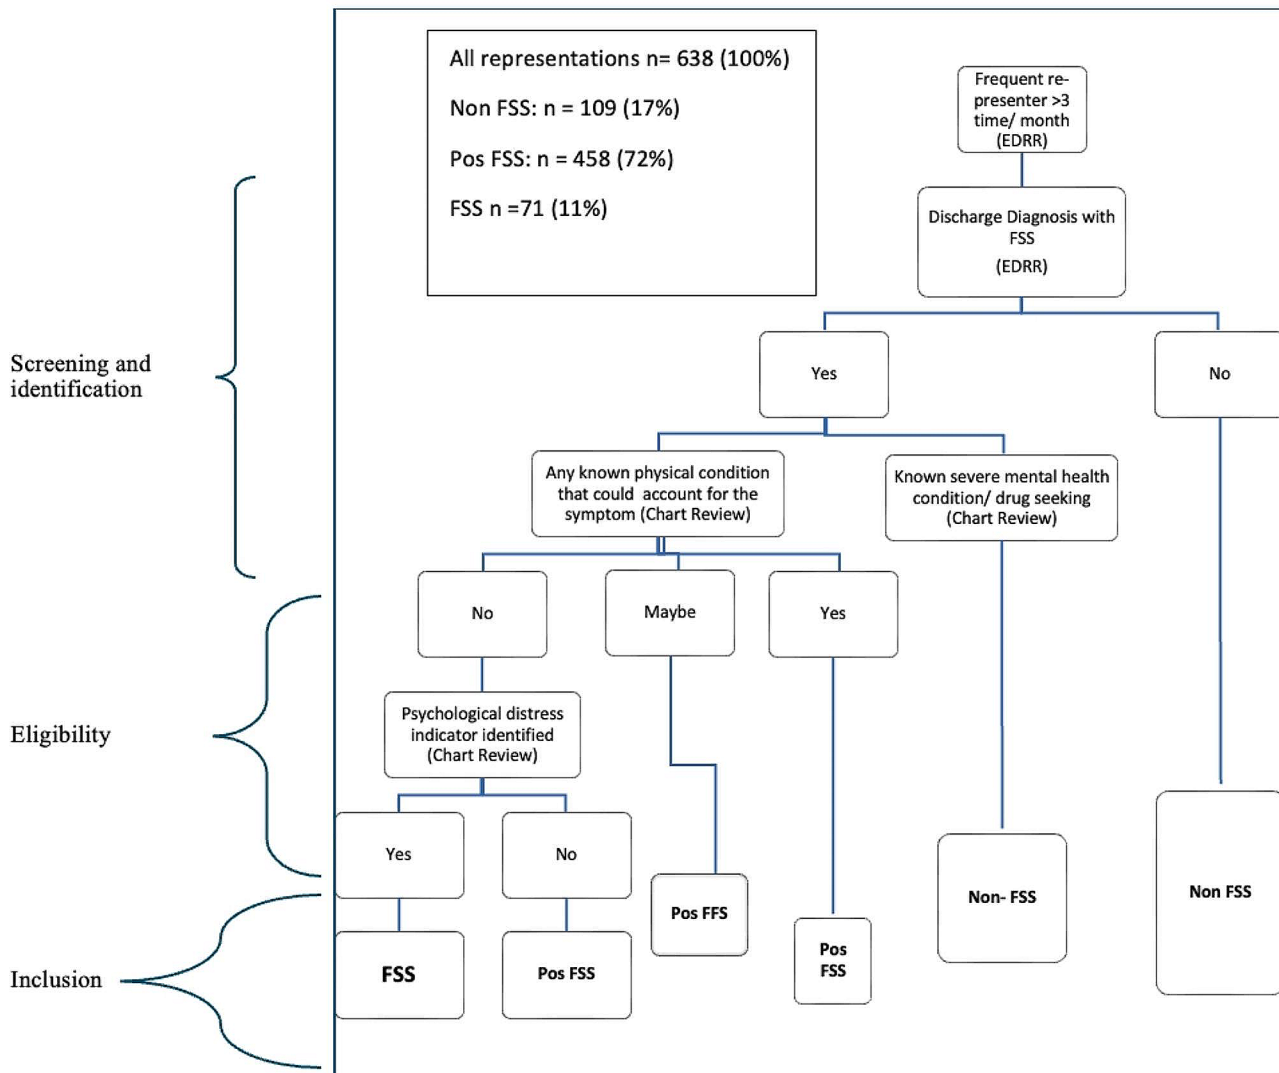 All representations n= 638 (100%)
Non FSS: n = 109 (17%)
Pos FSS: n = 458 (72%)
FSS n =71 (11%)
Frequent re-
presenter >3
time/ month
(EDRR)
Discharge Diagnosis with
FSS
(EDRR)
Screening and
identification
Yes
No
Any known physical condition
that could account for the
symptom (Chart Review)
Known severe mental health
condition/ drug seeking
(Chart Review)
No
Maybe
Yes
Eligibility
Psychological distress
indicator identified
(Chart Review)
Yes
No
Pos FFS
Non- FSS
Non FSS
Inclusion
FSS
Pos FSS
Pos
FSS